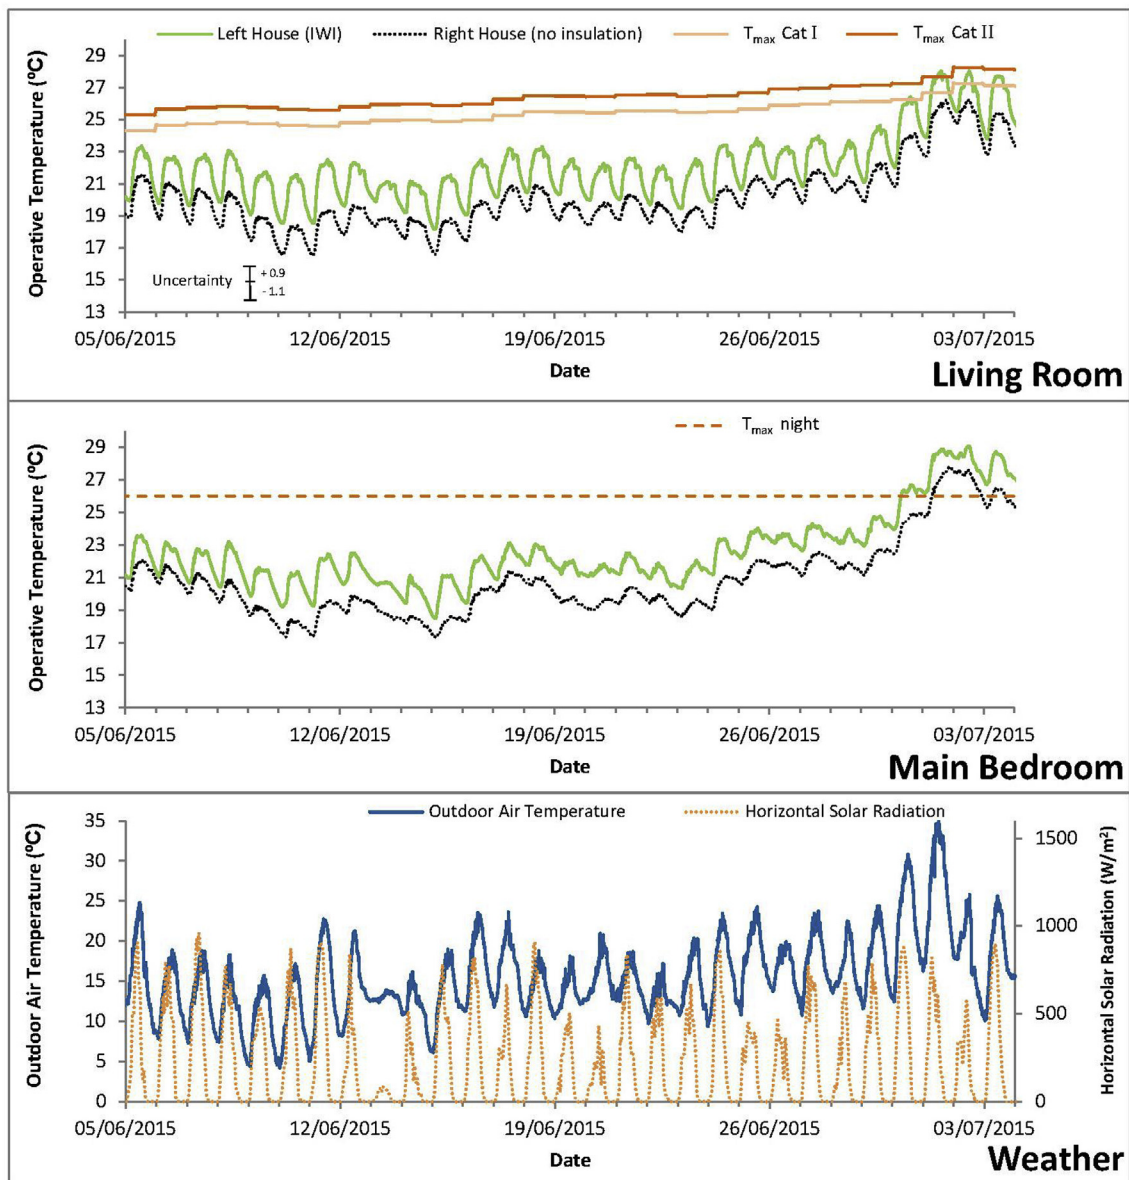 Left House (IWI) Right House (no insulation) Tmax Cat I Tmax Cat II
Operative Temperature (ºC)
29
27
25
23
21
19
17
15
13
Uncertainty
+ 0.9
- 1.1
05/06/2015 12/06/2015 19/06/2015 26/06/2015 03/07/2015
Date
Living Room
Tmax night
Operative Temperature (ºC)
29
27
25
23
21
19
17
15
13
05/06/2015 12/06/2015 19/06/2015 26/06/2015 03/07/2015
Date
Main Bedroom
Outdoor Air Temperature Horizontal Solar Radiation
Outdoor Air Temperature (ºC)
35
30
25
20
15
10
5
0
1500
1000
500
0
Horizontal Solar Radiation (W/m²)
05/06/2015 12/06/2015 19/06/2015 26/06/2015 03/07/2015
Date
Weather